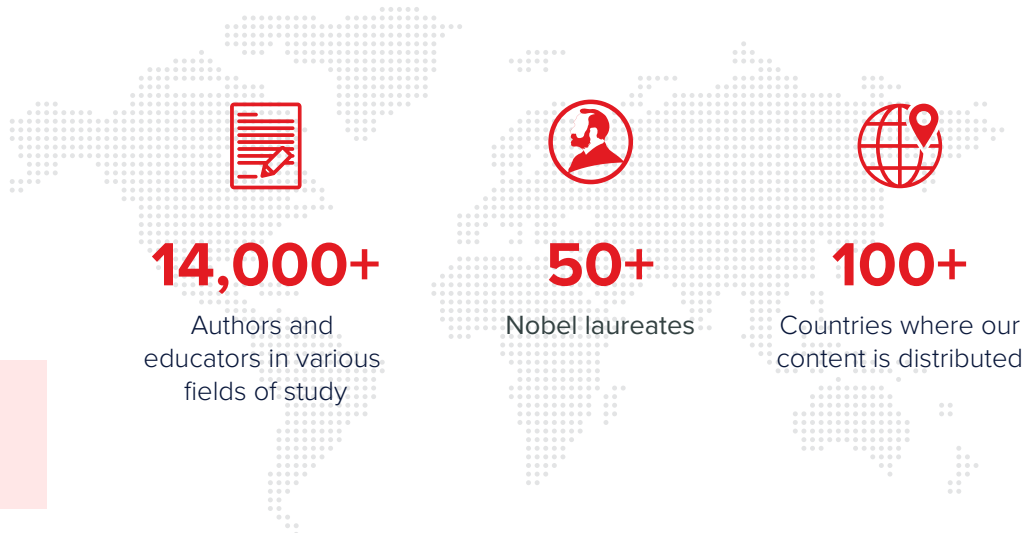 14,000+
Authors and
educators in various
fields of study
50+
Nobel laureates
100+
Countries where our
content is distributed